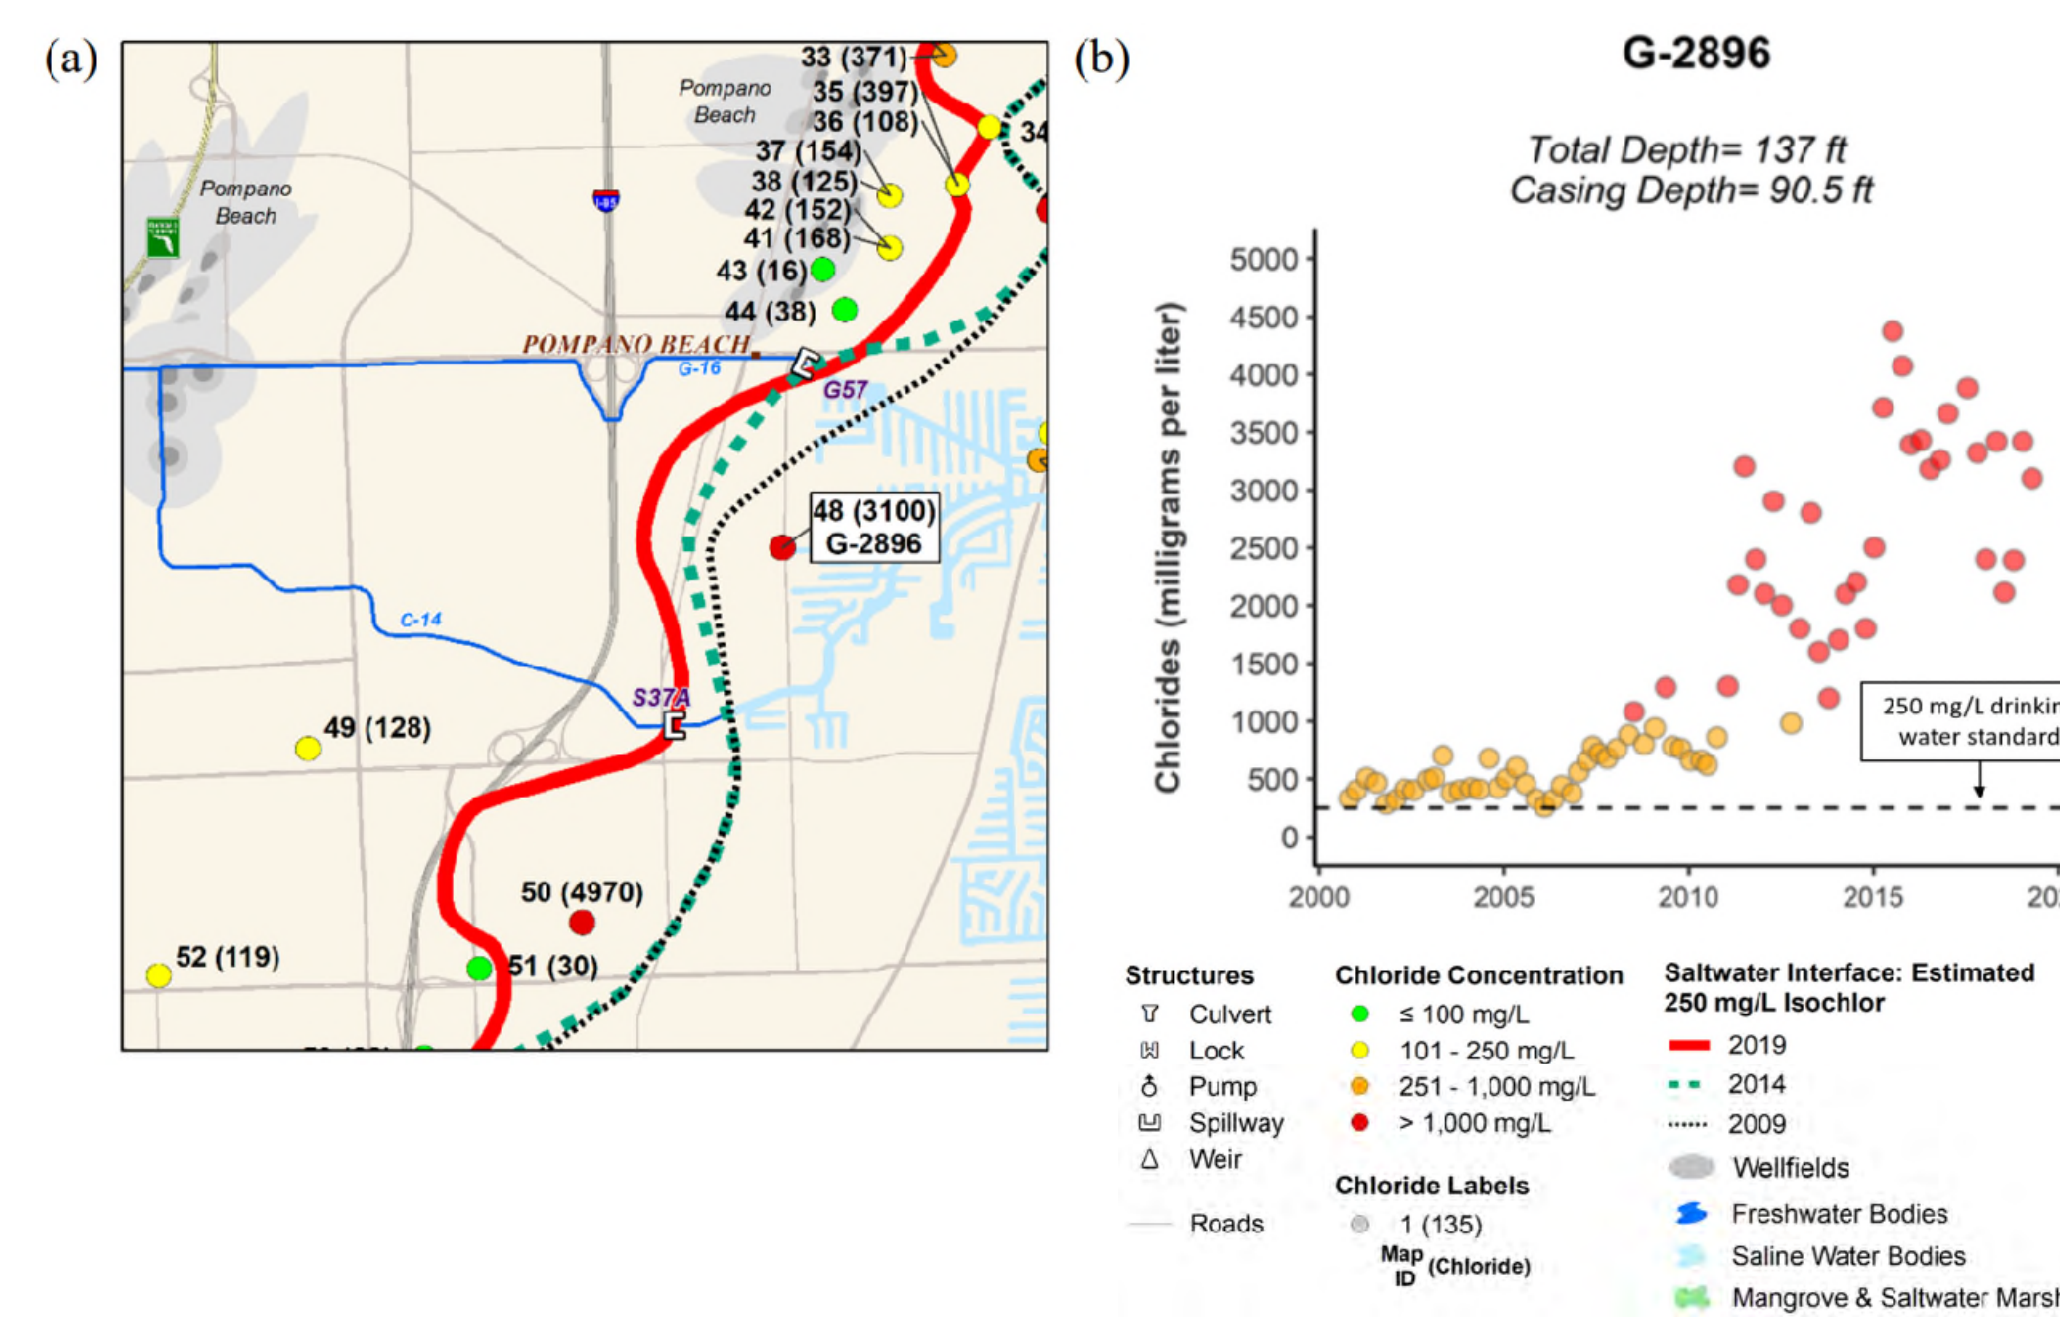 (a)
33 (371)
35 (397)
36 (108)
37 (154)
38 (125)
42 (152)
41 (168)
43 (16)
44 (38)
34
Pompano
Beach
Pompano
Beach
I-95
POMPANO BEACH
G-16
G57
48 (3100)
G-2896
C-14
S37A
49 (128)
50 (4970)
51 (30)
52 (119)
(b)
G-2896
Total Depth= 137 ft
Casing Depth= 90.5 ft
Chlorides (milligrams per liter)
5000
4500
4000
3500
3000
2500
2000
1500
1000
500
0
250 mg/L drinkin
water standard
2000 2005 2010 2015 20
Structures
Culvert
Lock
Pump
Spillway
Weir
Roads
Chloride Concentration
≤ 100 mg/L
101 - 250 mg/L
251 - 1,000 mg/L
> 1,000 mg/L
Chloride Labels
1 (135)
Map
ID (Chloride)
Saltwater Interface: Estimated
250 mg/L Isochlor
2019
2014
2009
Wellfields
Freshwater Bodies
Saline Water Bodies
Mangrove & Saltwater Marsh